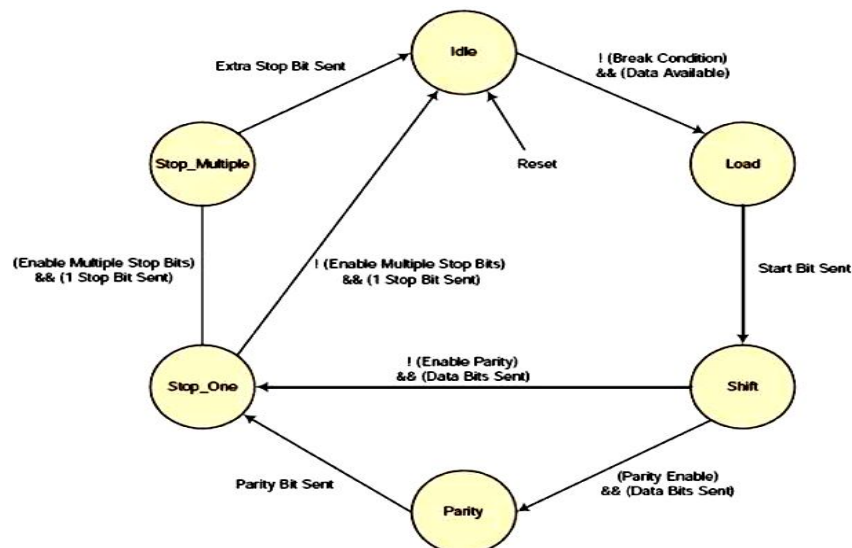 Idle
Extra Stop Bit Sent
! (Break Condition)
&& (Data Available)
Stop_Multiple
Reset
Load
(Enable Multiple Stop Bits)
&& (1 Stop Bit Sent)
! (Enable Multiple Stop Bits)
&& (1 Stop Bit Sent)
Start Bit Sent
! (Enable Parity)
&& (Data Bits Sent)
Stop_One
Shift
Parity Bit Sent
(Parity Enable)
&& (Data Bits Sent)
Parity